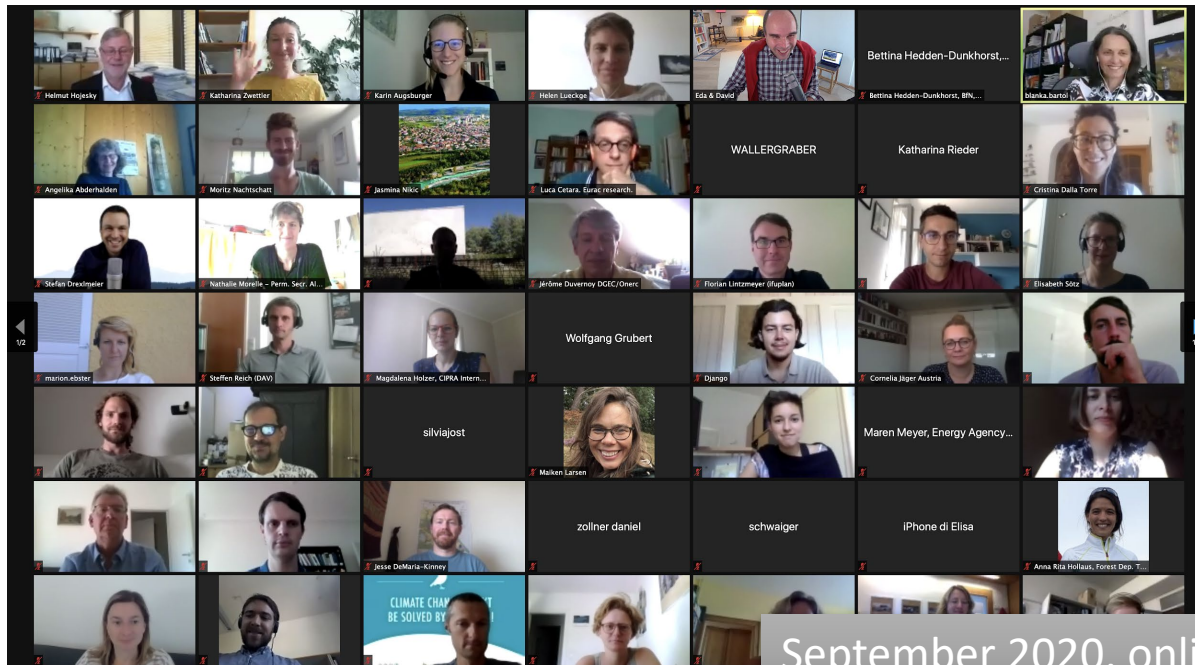 Helmut Hojesky
Katharina Zwettler
Karin Augsburger
Helen Lueckge
Eda & David
Bettina Hedden-Dunkhorst,...
Bettina Hedden-Dunkhorst, BfN,...
blanka.bartol
Angelika Abderhalden
Moritz Nachtschatt
Jasmina Nikic
Luca Cetara. Eurac research.
WALLERGRABER
Katharina Rieder
Cristina Dalla Torre
Stefan Drexlmeier
Nathalie Morelle - Perm. Secr. Al...
Jérôme Duvernoy DGEC/Onerc
Florian Lintzmeyer (ifuplan)
Elisabeth Sötz
1/2
marion.ebster
Steffen Reich (DAV)
Magdalena Holzer, CIPRA Intern...
Wolfgang Grubert
Django
Cornelia Jäger Austria
silviajost
Maiken Larsen
Maren Meyer, Energy Agency...
Jesse DeMaria-Kinney
zollner daniel
schwaiger
iPhone di Elisa
Anna Rita Hollaus, Forest Dep. T...
CLIMATE
BE SOLVED BY
September 2020, onli